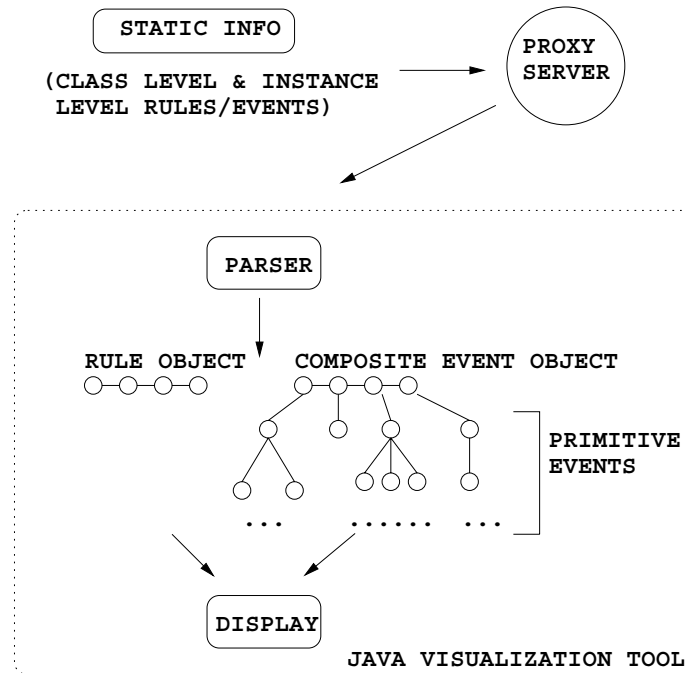 STATIC INFO
(CLASS LEVEL & INSTANCE
LEVEL RULES/EVENTS)
PROXY
SERVER
PARSER
RULE OBJECT
COMPOSITE EVENT OBJECT
PRIMITIVE
EVENTS
... ...... ...
DISPLAY
JAVA VISUALIZATION TOOL